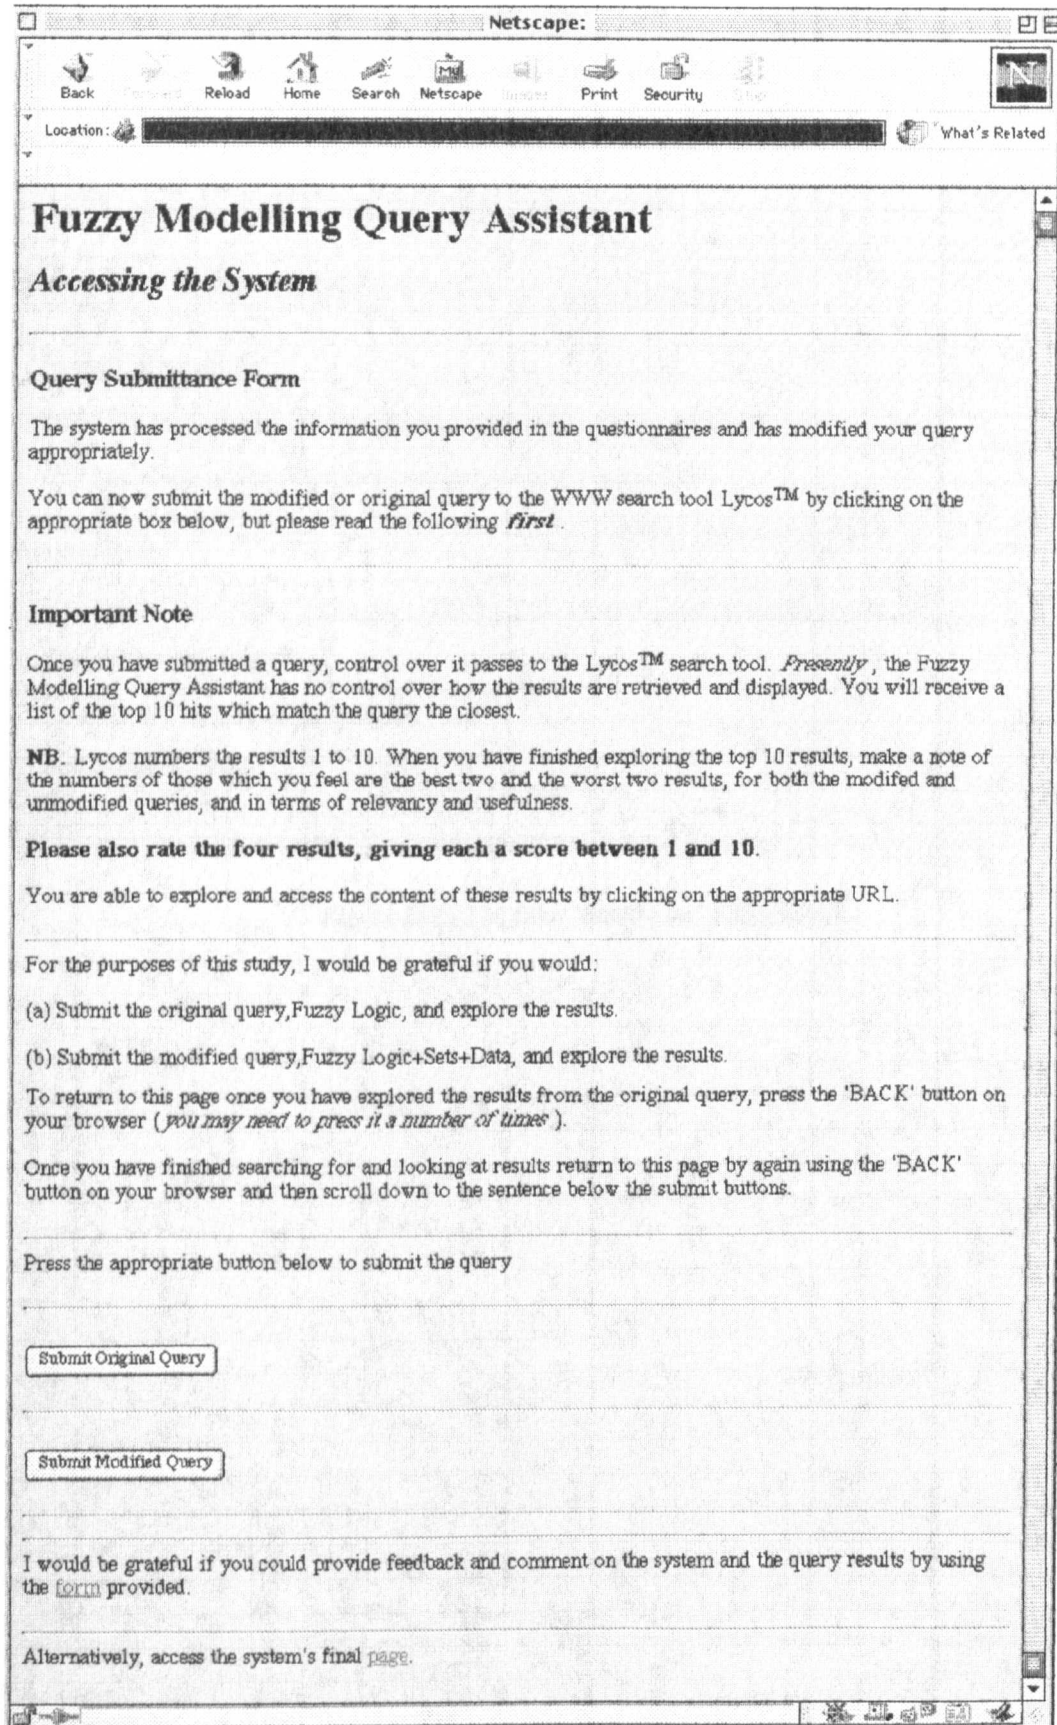 Netscape:
Back Reload Home Search Netscape Print Security
Location: What's Related
Fuzzy Modelling Query Assistant
Accessing the System
Query Submittance Form
The system has processed the information you provided in the questionnaires and has modified your query
appropriately.
You can now submit the modified or original query to the WWW search tool Lycos™ by clicking on the
appropriate box below, but please read the following first .
Important Note
Once you have submitted a query, control over it passes to the Lycos™ search tool. Presently, the Fuzzy
Modelling Query Assistant has no control over how the results are retrieved and displayed. You will receive a
list of the top 10 hits which match the query the closest.
NB. Lycos numbers the results 1 to 10. When you have finished exploring the top 10 results, make a note of
the numbers of those which you feel are the best two and the worst two results, for both the modifed and
unmodified queries, and in terms of relevancy and usefulness.
Please also rate the four results, giving each a score between 1 and 10.
You are able to explore and access the content of these results by clicking on the appropriate URL.
For the purposes of this study, I would be grateful if you would:
(a) Submit the original query,Fuzzy Logic, and explore the results.
(b) Submit the modified query,Fuzzy Logic+Sets+Data, and explore the results.
To return to this page once you have explored the results from the original query, press the 'BACK' button on
your browser ( you may need to press it a number of times ).
Once you have finished searching for and looking at results return to this page by again using the 'BACK'
button on your browser and then scroll down to the sentence below the submit buttons.
Press the appropriate button below to submit the query
Submit Original Query
Submit Modified Query
I would be grateful if you could provide feedback and comment on the system and the query results by using
the form provided.
Alternatively, access the system's final page.